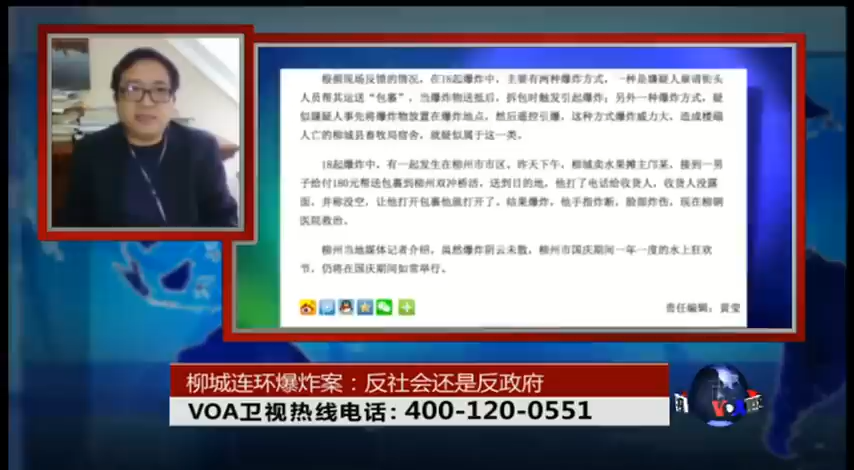 根据现场反馈的情况，在18起爆炸中，主要有两种爆炸方式，一种是嫌疑人雇请街头
人员帮其运送“包裹”，当爆炸物送抵后，拆包时触发引起爆炸；另外一种爆炸方式，疑
似嫌疑人事先将爆炸物放置在爆炸地点，然后遥控引爆，这种方式爆炸威力大，造成楼塌
人亡的柳城县畜牧局宿舍，就疑似属于这一类。
18起爆炸中，有一起发生在柳州市市区。昨天下午，柳城卖水果摊主邝某，接到一男
子给付180元帮送包裹到柳州双冲桥活，送到目的地，他打了电话给收货人，收货人没露
面，并称没空，让他打开包裹他就打开了。结果爆炸，他手指炸断，脸部炸伤，现在柳钢
医院救治。
柳州当地媒体记者介绍，虽然爆炸阴云未散，柳州市国庆期间一年一度的水上狂欢
节，仍将在国庆期间如常举行。
责任编辑：黄玺
柳城连环爆炸案：反社会还是反政府
VOA卫视热线电话：400-120-0551
VOA